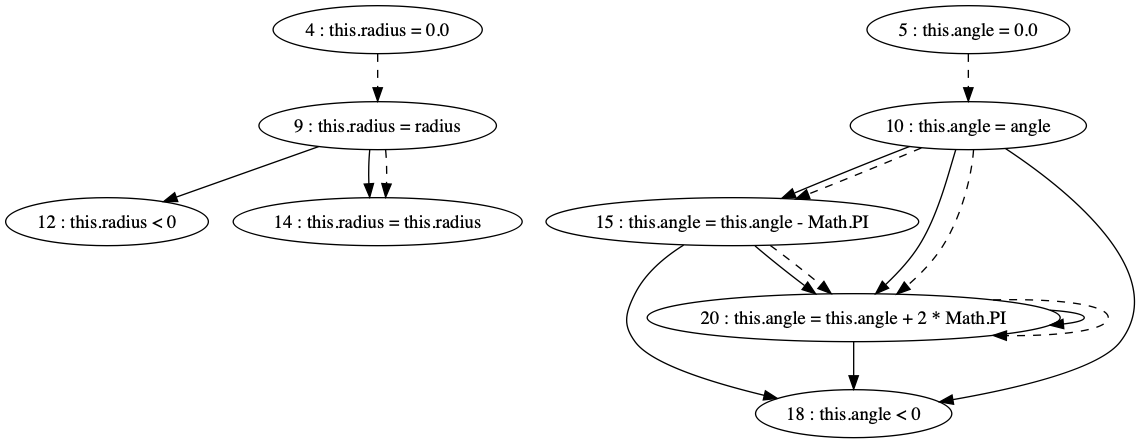 4 : this.radius = 0.0
5 : this.angle = 0.0
9 : this.radius = radius
10 : this.angle = angle
12 : this.radius < 0
14 : this.radius = this.radius
15 : this.angle = this.angle - Math.PI
20 : this.angle = this.angle + 2 * Math.PI
18 : this.angle < 0